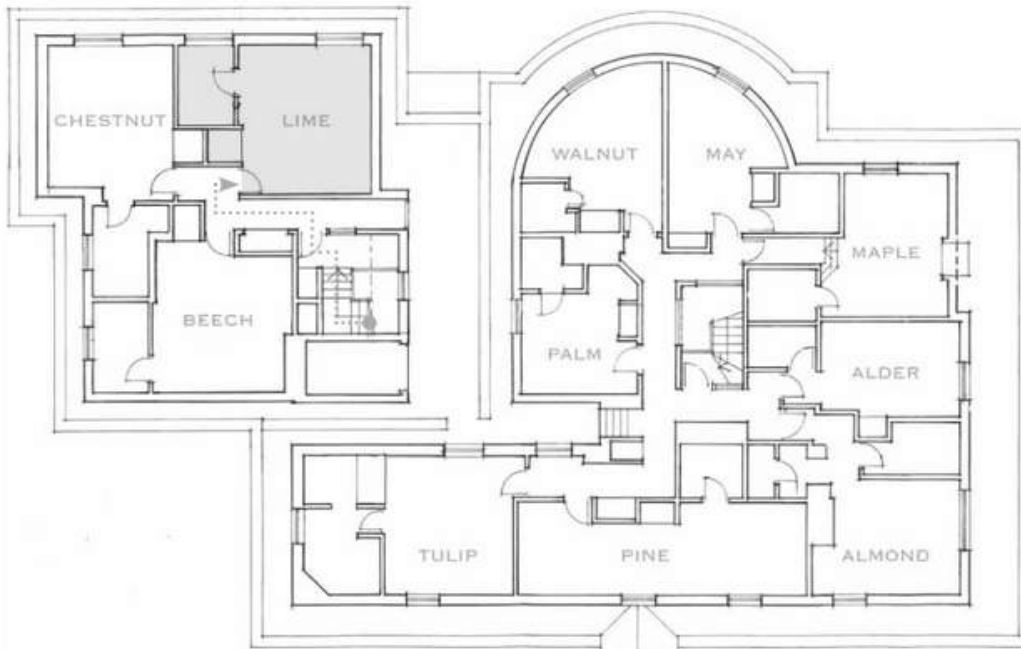 CHESTNUT
LIME
BEECH
WALNUT
MAY
MAPLE
PALM
ALDER
TULIP
PINE
ALMOND